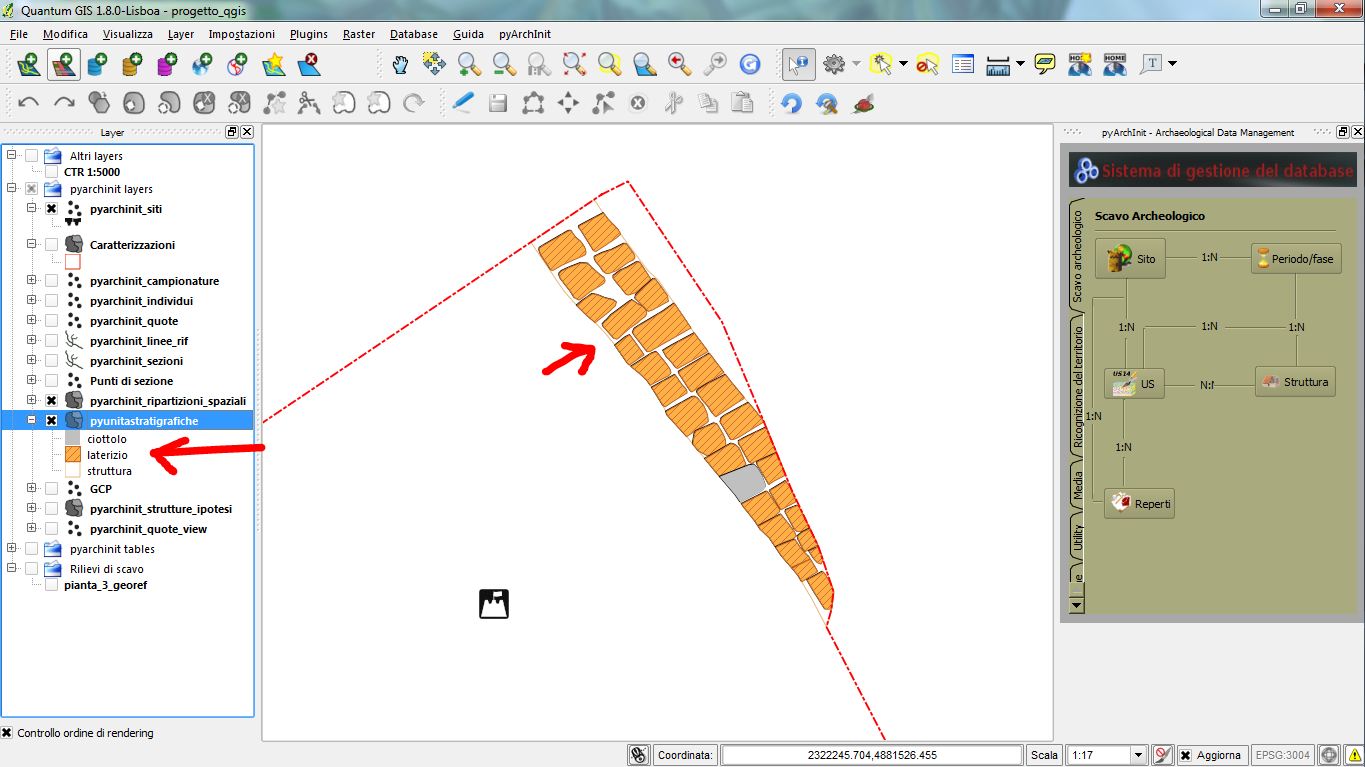 Quantum GIS 1.8.0-Lisboa - progetto_qgis
File Modifica Visualizza Layer Impostazioni Plugins Raster Database Guida pyArchInit
Layer
Altri layers
CTR 1:5000
pyarchinit layers
pyarchinit_siti
Caratterizzazioni
pyarchinit_campionature
pyarchinit_individui
pyarchinit_quote
pyarchinit_linee_rif
pyarchinit_sezioni
Punti di sezione
pyarchinit_ripartizioni_spaziali
pyunitastratigrafiche
ciottolo
laterizio
struttura
GCP
pyarchinit_strutture_ipotesi
pyarchinit_quote_view
pyarchinit tables
Rilievi di scavo
pianta_3_georef
Controllo ordine di rendering
pyArchInit - Archaeological Data Management
Sistema di gestione del database
Scavo archeologico
Ricognizione del territorio
Media
Utility
Scavo Archeologico
Sito
1:N
Periodo/fase
1:N
1:N
1:N
US14
US
Struttura
1:N
1:N
Reperti
Coordinata:
2322245.704,4881526.455
Scala
1:17
Aggiorna
EPSG:3004